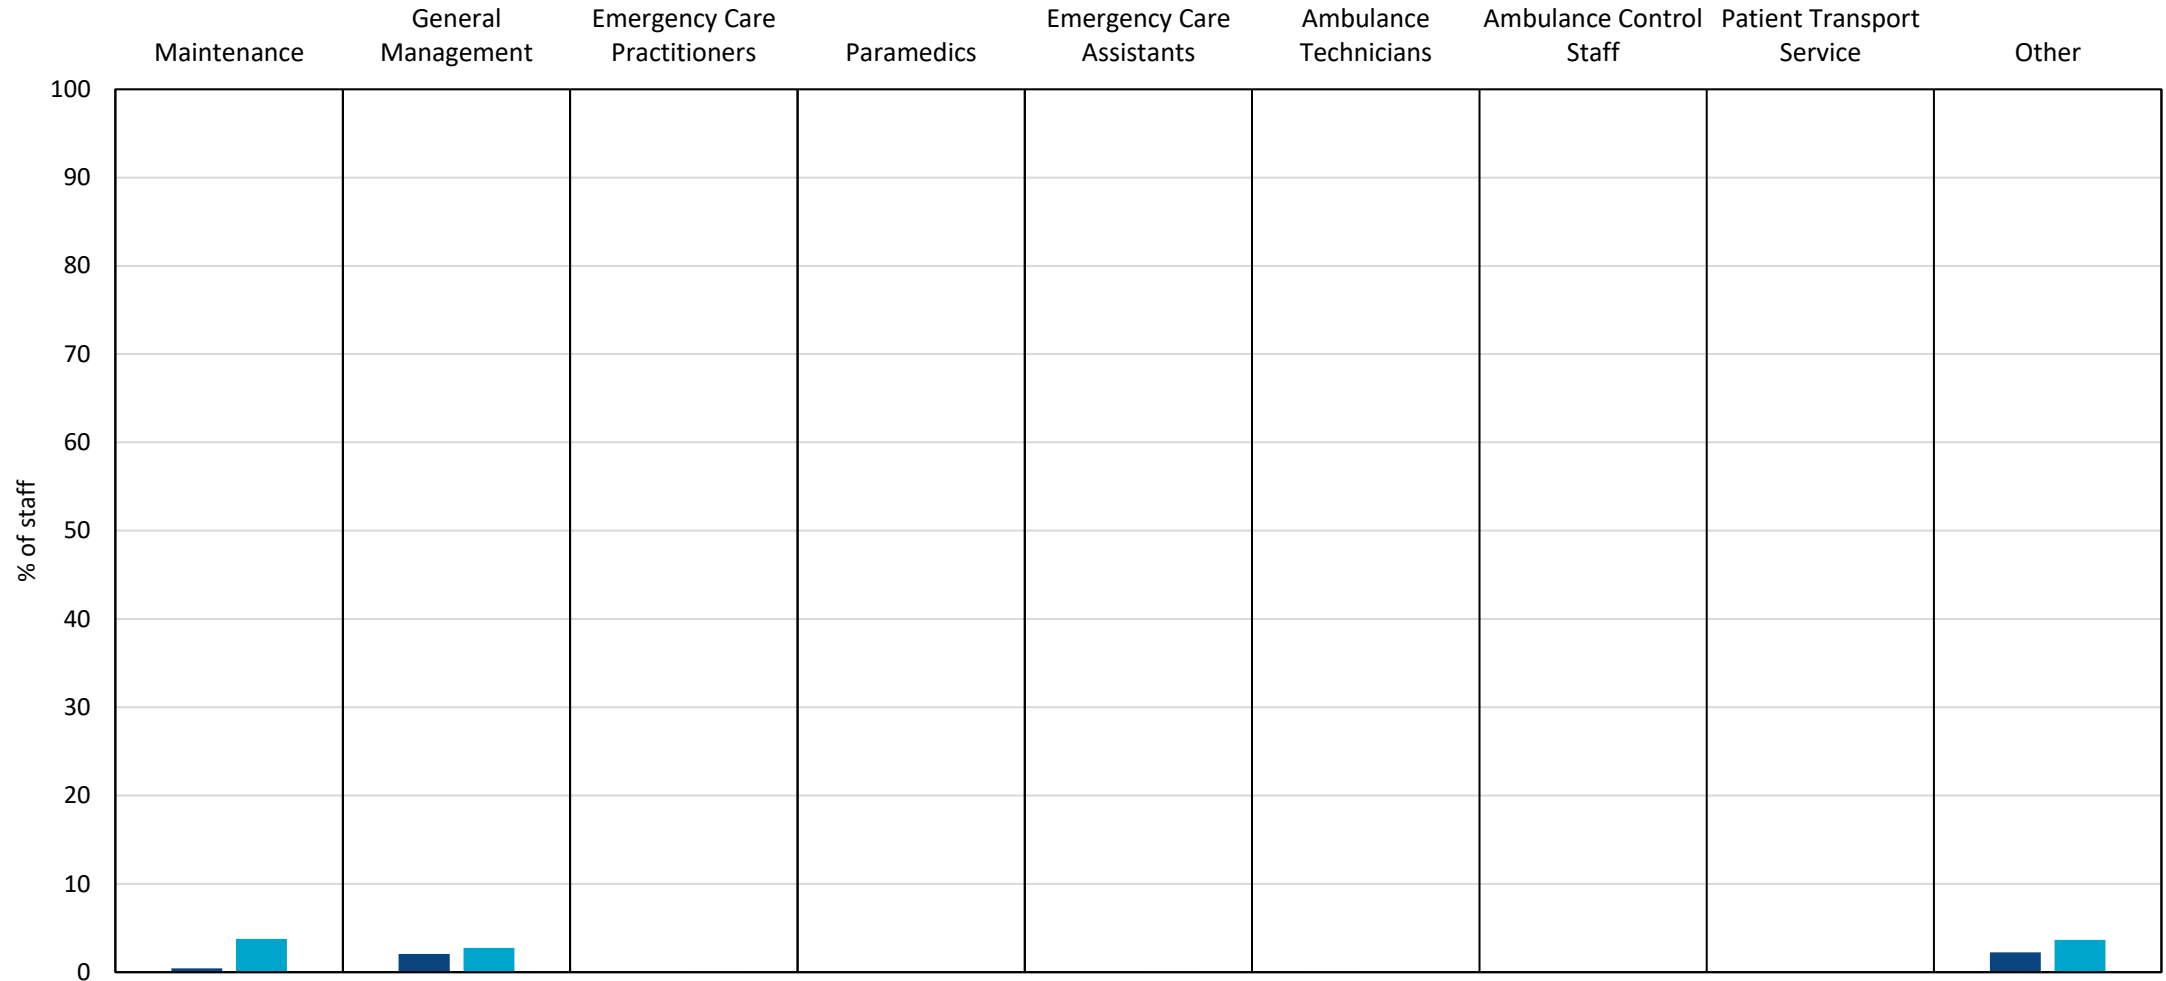 Maintenance
General
Management
Emergency Care
Practitioners
Paramedics
Emergency Care
Assistants
Ambulance
Technicians
Ambulance Control
Staff
Patient Transport
Service
Other
100
90
80
70
60
50
40
30
20
10
0
% of staff